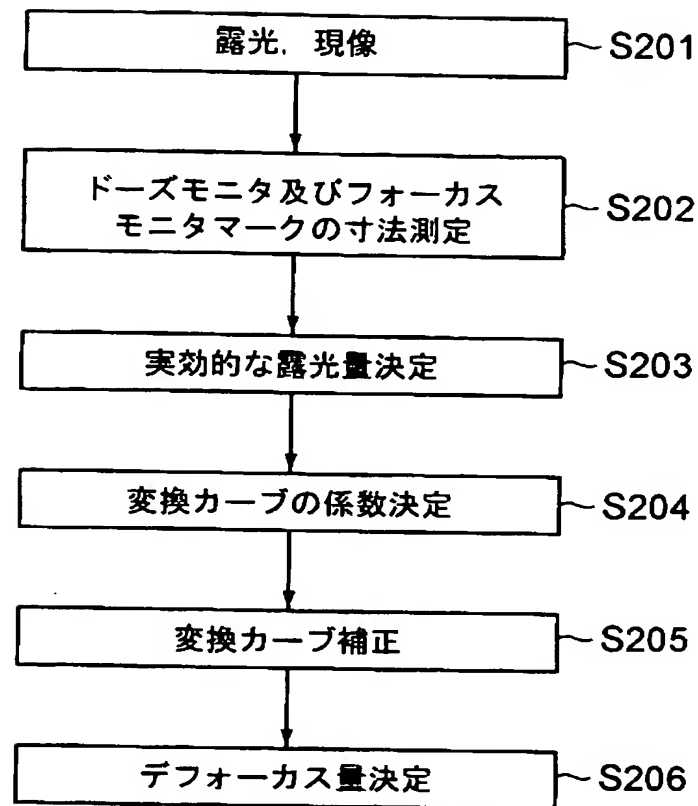 露光，現像
S201
ドーズモニタ及びフォーカス
モニタマークの寸法測定
S202
実効的な露光量決定
S203
変換カーブの係数決定
S204
変換カーブ補正
S205
デフォーカス量決定
S206